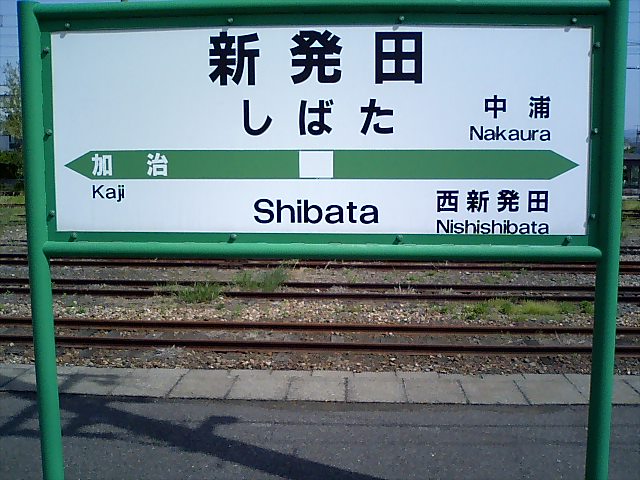 新発田
しばた
中浦
Nakaura
加治
Kaji
Shibata
西新発田
Nishishibata